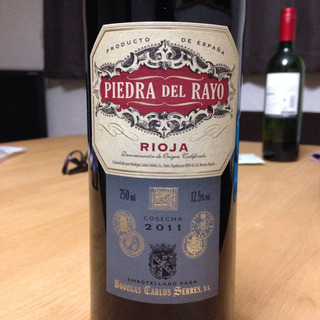 PRODUCTO DE ESPAÑA
PIEDRA DEL RAYO
RIOJA
Denominación de Origen Calificada
750 ml
12.5% vol
COSECHA
2011
EMBOTELLADO PARA
BODEGAS CARLOS SERRES, S.L.